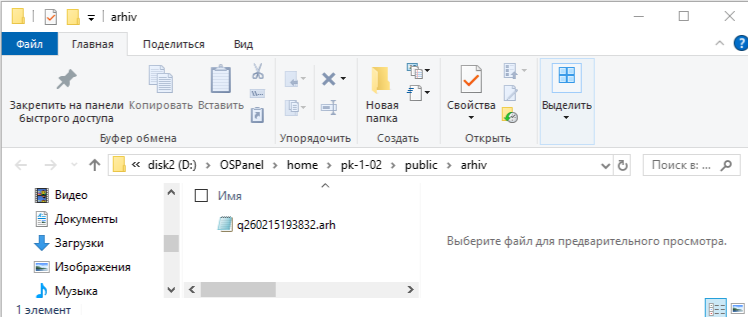 arhiv
Файл Главная Поделиться Вид
Закрепить на панели быстрого доступа
Копировать
Вставить
Буфер обмена
Упорядочить
Новая папка
Создать
Свойства
Открыть
Выделить
« disk2 (D:) > OSPanel > home > pk-1-02 > public > arhiv
Поиск в: ...
Видео
Документы
Загрузки
Изображения
Музыка
Имя
q260215193832.arh
Выберите файл для предварительного просмотра.
1 элемент